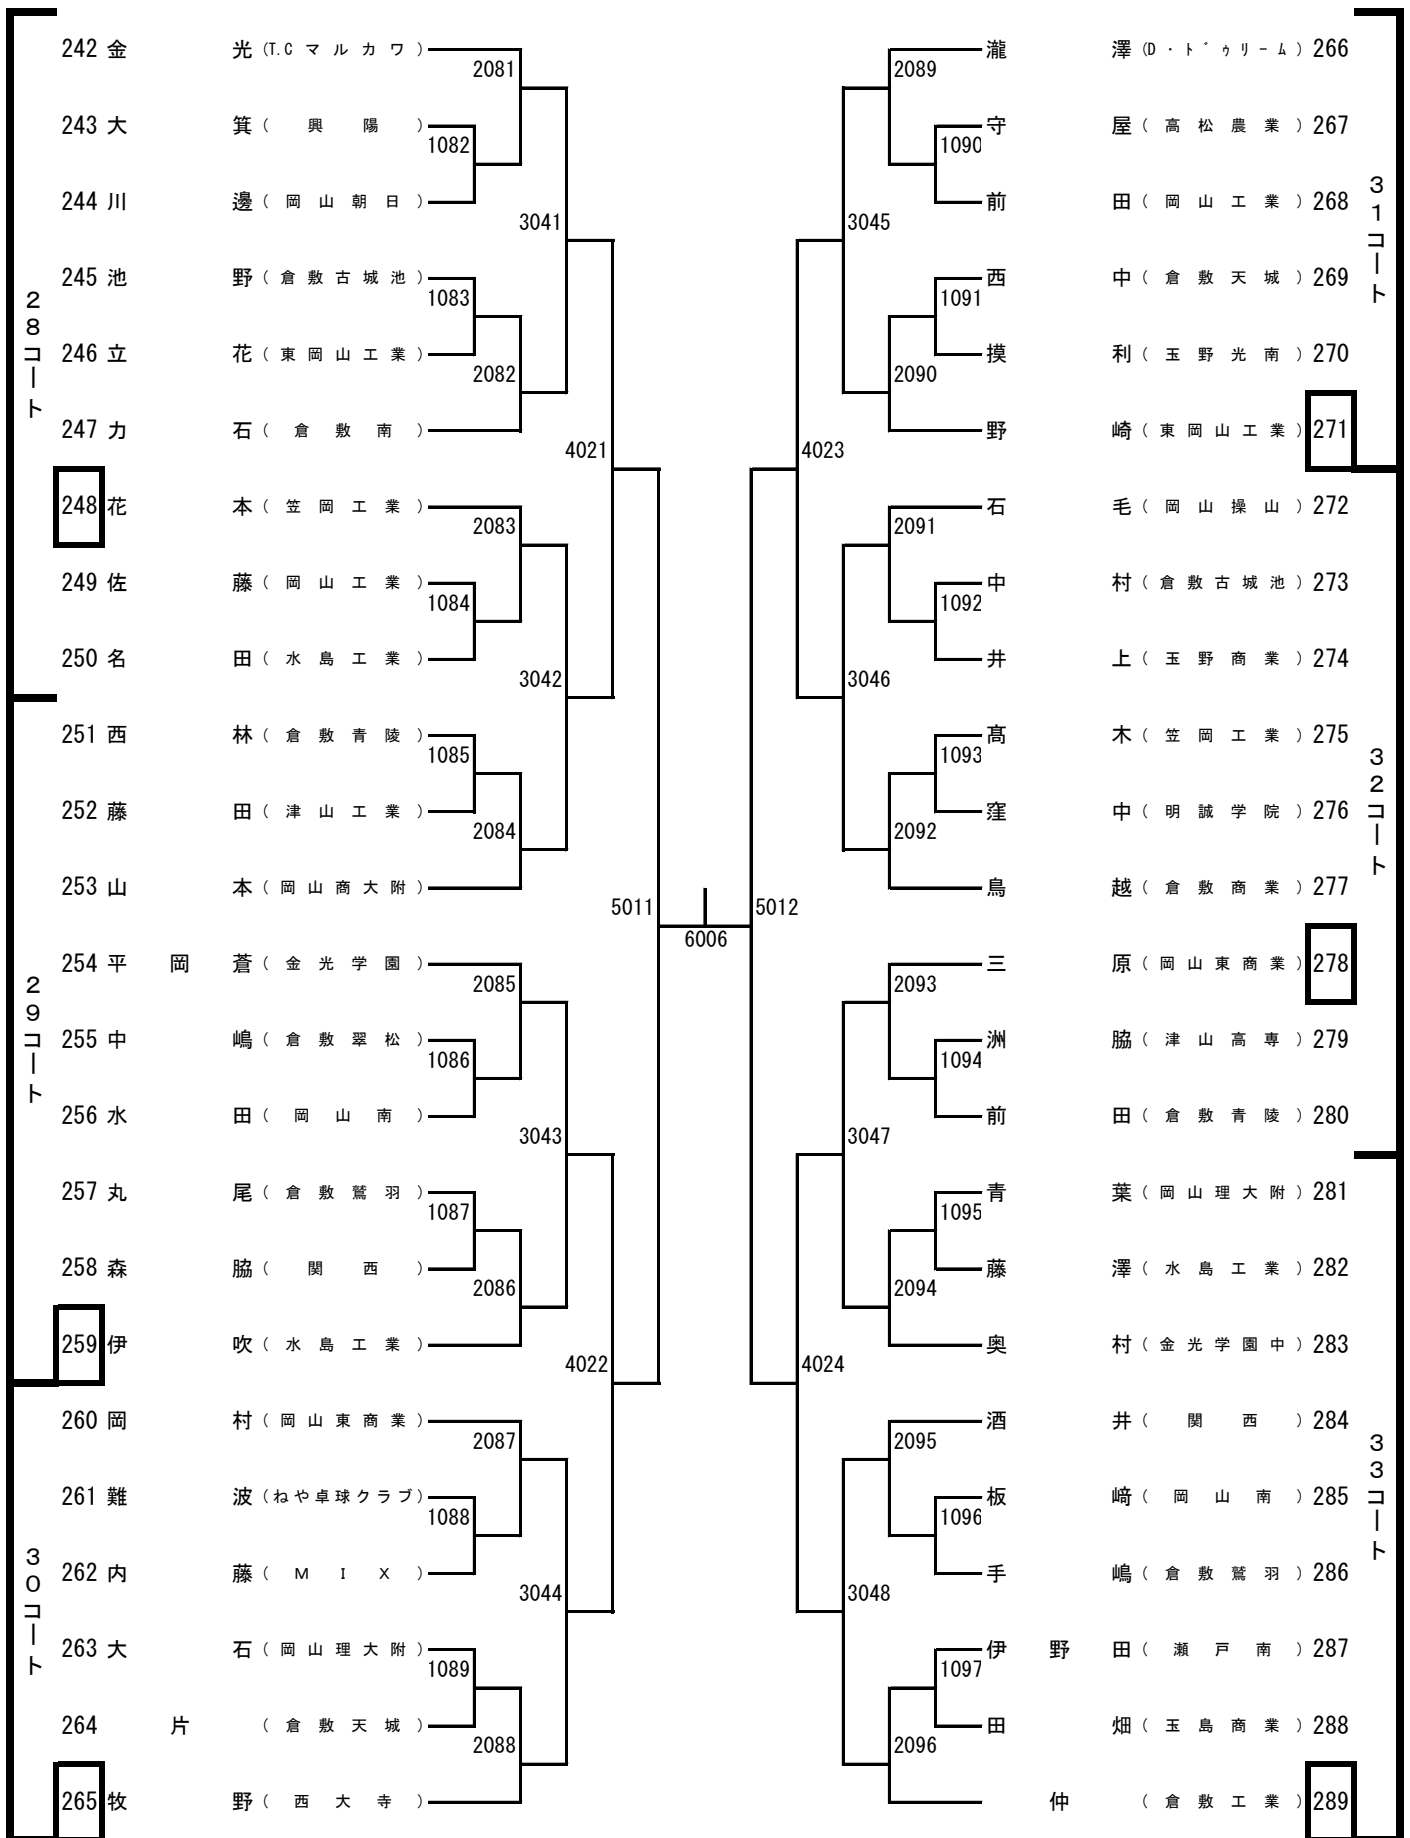 242 金光 (T.C マルカワ)
2081
243 大箕 (興陽)
1082
244 川邊 (岡山朝日)
3041
245 池野 (倉敷古城池)
1083
246 立花 (東岡山工業)
2082
247 力石 (倉敷南)
28コート
4021
248 花本 (笠岡工業)
2083
249 佐藤 (岡山工業)
1084
250 名田 (水島工業)
3042
251 西林 (倉敷青陵)
1085
252 藤田 (津山工業)
2084
253 山本 (岡山商大附)
5011
254 平岡蒼 (金光学園)
2085
29コート
255 中嶋 (倉敷翠松)
1086
256 水田 (岡山南)
3043
257 丸尾 (倉敷鷲羽)
1087
258 森脇 (関西)
2086
259 伊吹 (水島工業)
4022
260 岡村 (岡山東商業)
2087
261 難波 (ねや卓球クラブ)
1088
262 内藤 (MIX)
3044
30コート
263 大石 (岡山理大附)
1089
264 片 (倉敷天城)
2088
265 牧野 (西大寺)
6006
瀧澤 (D・ドゥリーム) 266
2089
守屋 (高松農業) 267
1090
前田 (岡山工業) 268
3045
31コート
西中 (倉敷天城) 269
1091
摸利 (玉野光南) 270
2090
野崎 (東岡山工業) 271
4023
石毛 (岡山操山) 272
2091
中村 (倉敷古城池) 273
1092
井上 (玉野商業) 274
3046
髙木 (笠岡工業) 275
1093
32コート
窪中 (明誠学院) 276
2092
鳥越 (倉敷商業) 277
5012
三原 (岡山東商業) 278
2093
洲脇 (津山高専) 279
1094
前田 (倉敷青陵) 280
3047
青葉 (岡山理大附) 281
1095
藤澤 (水島工業) 282
2094
奥村 (金光学園中) 283
4024
酒井 (関西) 284
2095
33コート
板﨑 (岡山南) 285
1096
手嶋 (倉敷鷲羽) 286
3048
伊野田 (瀬戸南) 287
1097
田畑 (玉島商業) 288
2096
仲 (倉敷工業) 289